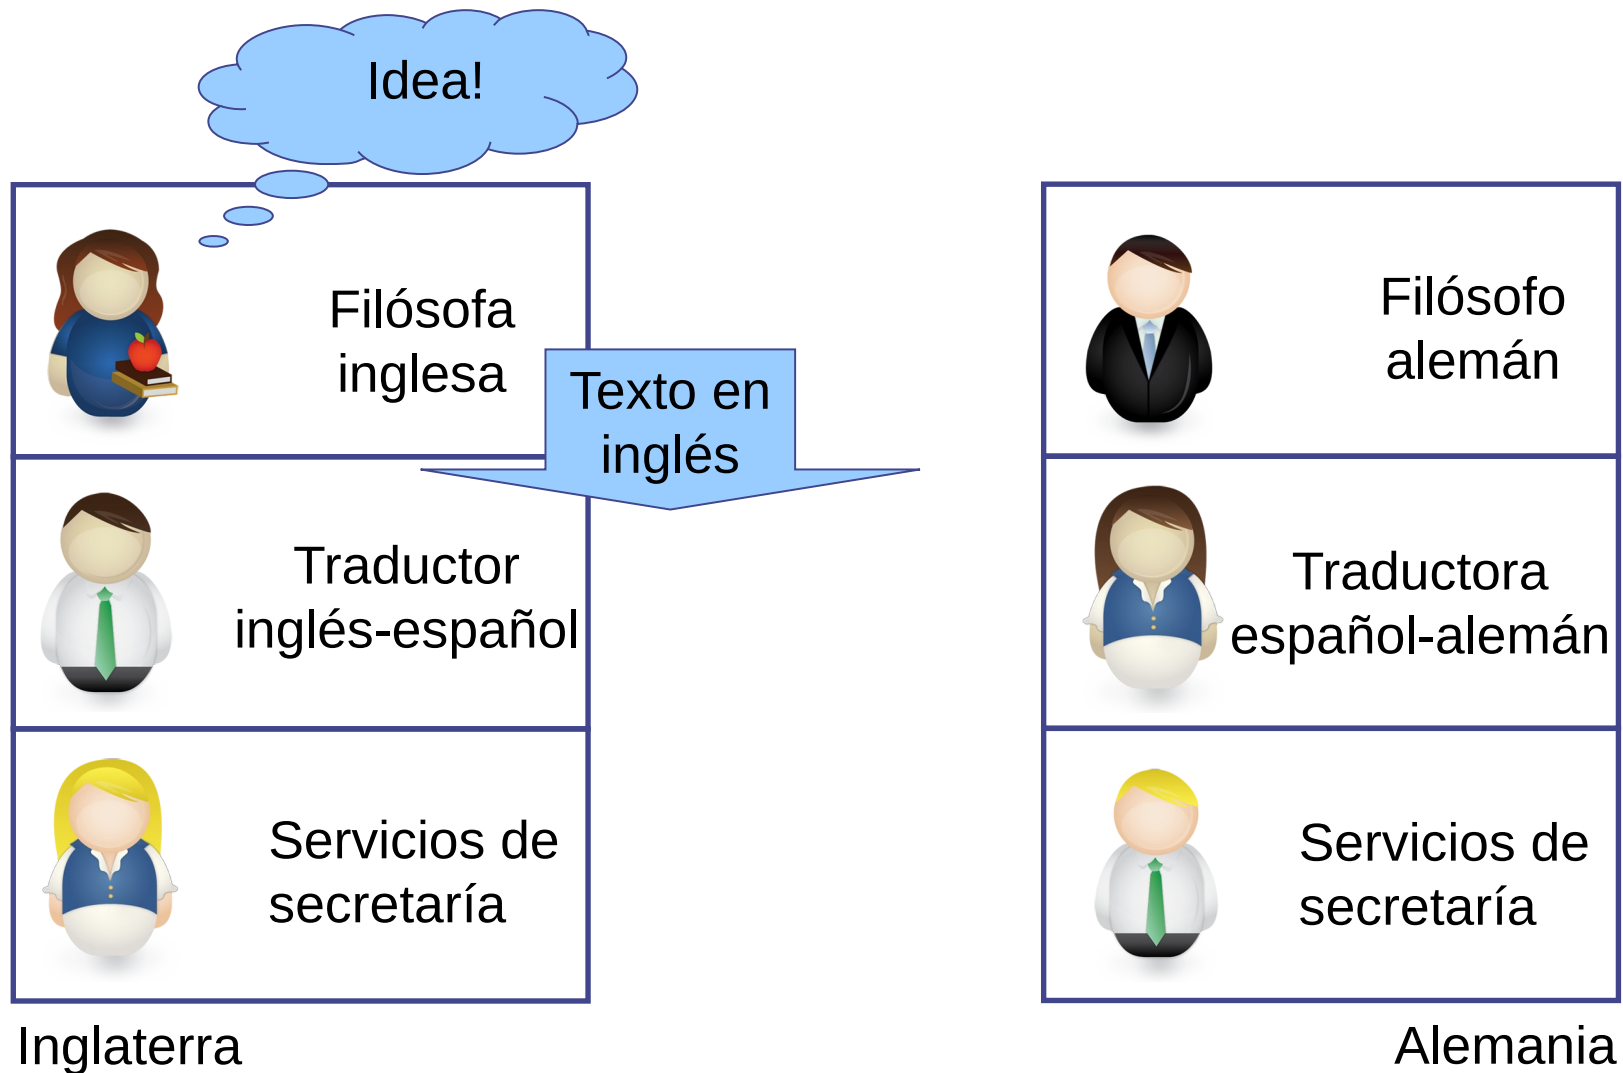 Idea!
Filósofa
inglesa
Texto en
inglés
Traductor
inglés-español
Servicios de
secretaría
Inglaterra
Filósofo
alemán
Traductora
español-alemán
Servicios de
secretaría
Alemania